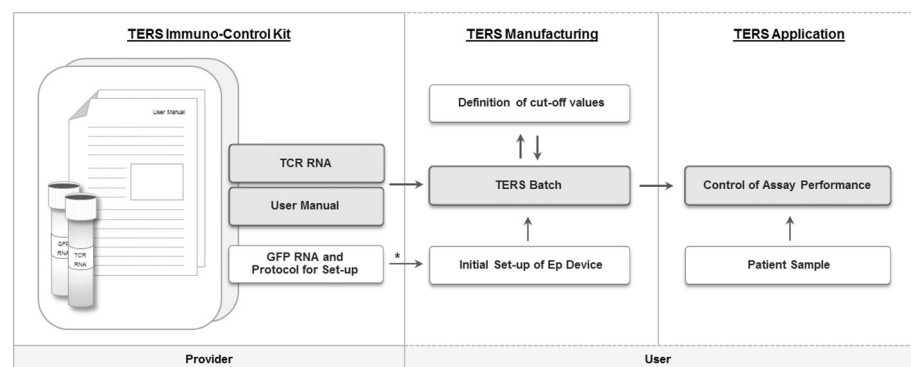 TERS Immuno-Control Kit
TERS Manufacturing
TERS Application
User Manual
GFP
RNA
TCR
RNA
TCR RNA
User Manual
GFP RNA and
Protocol for Set-up
*
Definition of cut-off values
TERS Batch
Initial Set-up of Ep Device
Control of Assay Performance
Patient Sample
Provider
User